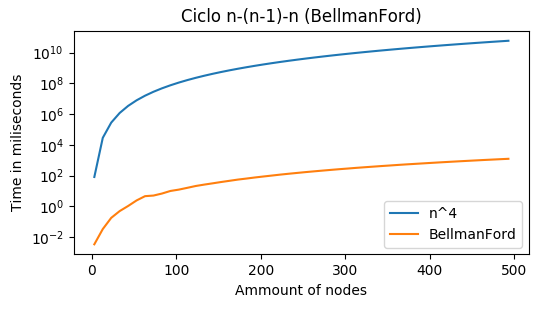 Ciclo n-(n-1)-n (BellmanFord)
Time in miliseconds
10^10
10^8
10^6
10^4
10^2
10^0
10^−2
0
100
200
300
400
500
n^4
BellmanFord
Ammount of nodes